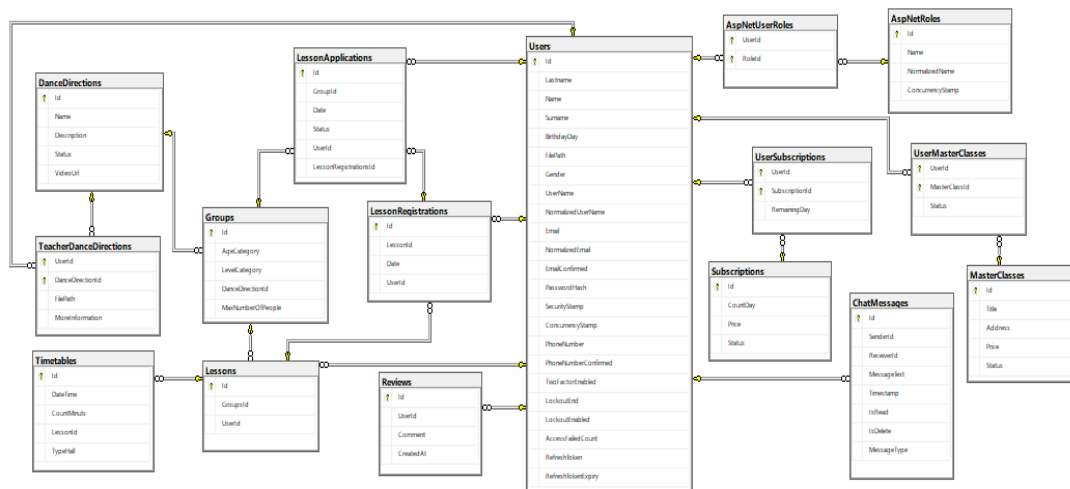 DanceDirections
Id
Name
Description
Status
VideoUrl
TeacherDanceDirections
UserId
DanceDirectionId
FilePath
MoreInformation
Timetables
Id
DateTime
CountMinuts
LessonId
TypeHall
LessonApplications
Id
GroupId
Date
Status
UserId
LessonRegistrationsId
Groups
Id
AgeCategory
LevelCategory
DanceDirectionId
MaxNumberOfPeople
LessonRegistrations
Id
LessonId
Date
UserId
Lessons
Id
GroupsId
UserId
Reviews
Id
UserId
Comment
CreatedAt
Users
Id
Lastname
Name
Surname
BirthdayDay
FilePath
Gender
UserName
NormalizedUserName
Email
NormalizedEmail
EmailConfirmed
PasswordHash
SecurityStamp
ConcurrencyStamp
PhoneNumber
PhoneNumberConfirmed
TwoFactorEnabled
LockoutEnd
LockoutEnabled
AccessFailedCount
RefreshToken
RefreshTokenExpiry
AspNetUserRoles
UserId
RoleId
AspNetRoles
Id
Name
NormalizedName
ConcurrencyStamp
UserSubscriptions
UserId
SubscriptionId
RemainingDay
UserMasterClasses
UserId
MasterClassId
Status
Subscriptions
Id
CountDay
Price
Status
ChatMessages
Id
SenderId
ReceiverId
MessageText
Timestamp
IsRead
IsDelete
MessageType
MasterClasses
Id
Title
Address
Price
Status